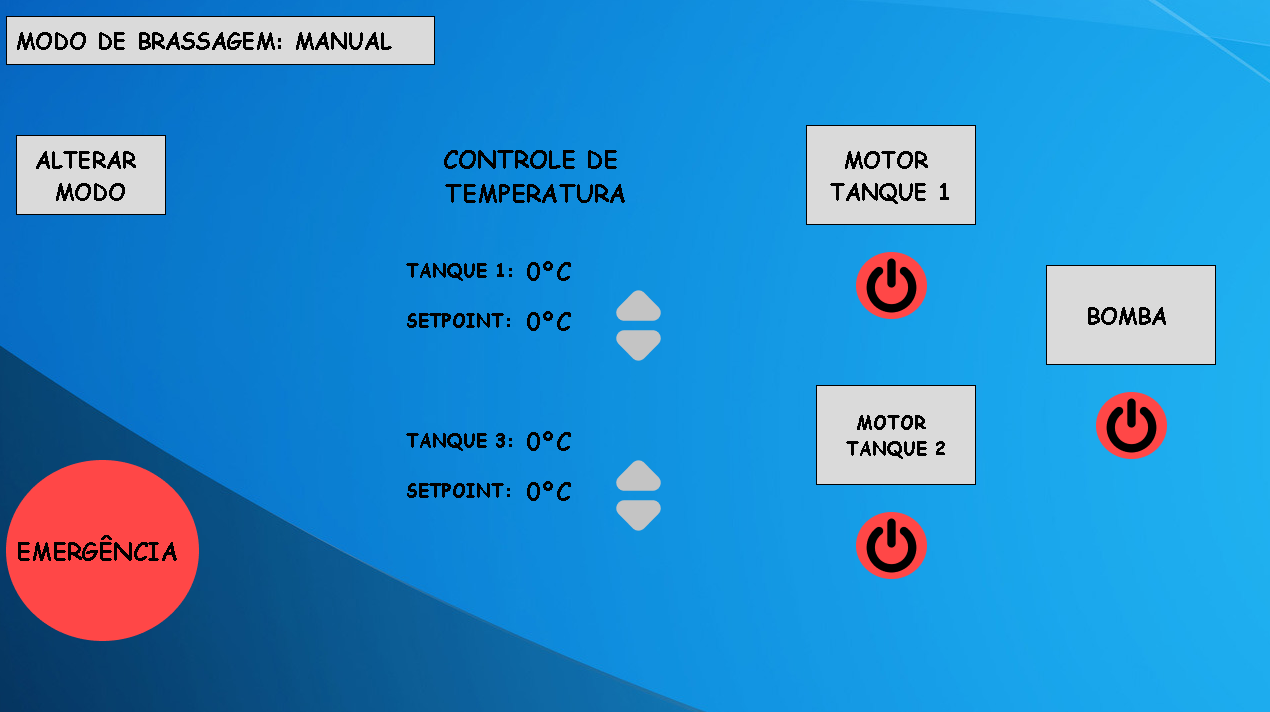 MODO DE BRASSAGEM: MANUAL
ALTERAR
MODO
CONTROLE DE
TEMPERATURA
TANQUE 1: 0°C
SETPOINT: 0°C
TANQUE 3: 0°C
SETPOINT: 0°C
MOTOR
TANQUE 1
BOMBA
MOTOR
TANQUE 2
EMERGÊNCIA